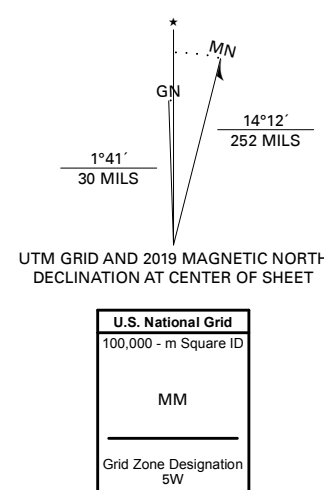 ★
MN
GN
14°12´
252 MILS
1°41´
30 MILS
UTM GRID AND 2019 MAGNETIC NORTH
DECLINATION AT CENTER OF SHEET
U.S. National Grid
100,000 - m Square ID
MM
Grid Zone Designation
5W